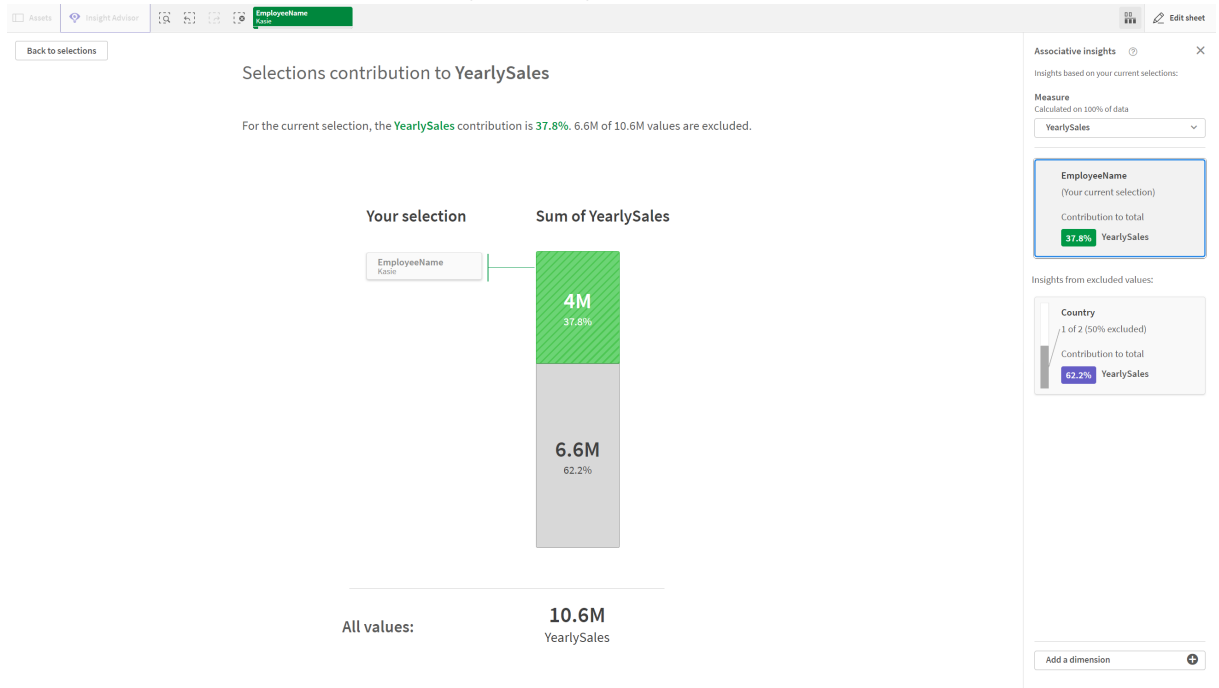 Assets
Insight Advisor
EmployeeName
Kasie
Edit sheet
Back to selections
Selections contribution to YearlySales
For the current selection, the YearlySales contribution is 37.8%. 6.6M of 10.6M values are excluded.
Your selection
Sum of YearlySales
EmployeeName
Kasie
4M
37.8%
6.6M
62.2%
All values:
10.6M
YearlySales
Associative insights
Insights based on your current selections:
Measure
Calculated on 100% of data
YearlySales
EmployeeName
(Your current selection)
Contribution to total
37.8% YearlySales
Insights from excluded values:
Country
1 of 2 (50% excluded)
Contribution to total
62.2% YearlySales
Add a dimension